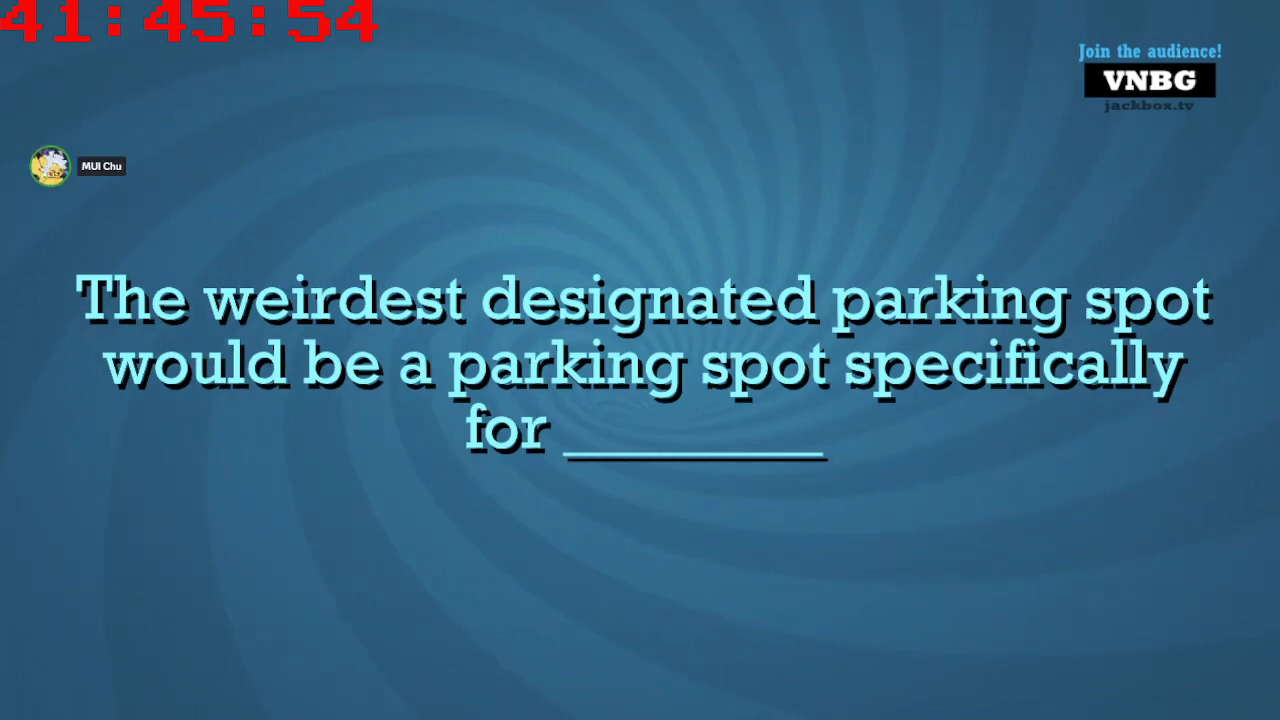 41:45:54
Join the audience!
VNBG
jackbox.tv
MUI Chu
The weirdest designated parking spot
would be a parking spot specifically
for _________